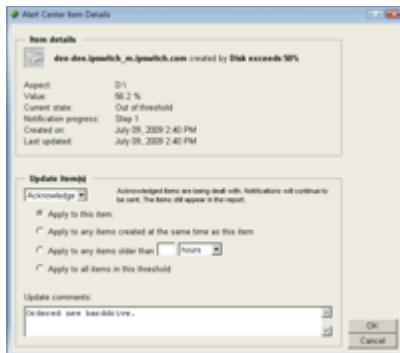 Alert Center Item Details
Item details
dee-dee.ipswitch_m.ipswitch.com created by Disk exceeds 50%
Aspect: D:\
Value: 66.2 %
Current state: Out of threshold
Notification progress: Step 1
Created on: July 09, 2009 2:40 PM
Last updated: July 09, 2009 2:40 PM
Update Item(s)
Acknowledge
Acknowledged items are being dealt with. Notifications will continue to
be sent. The items still appear in the report.
Apply to this item.
Apply to any items created at the same time as this item
Apply to any items older than hours
Apply to all items in this threshold
Update comments:
Ordered new harddrive.
OK
Cancel